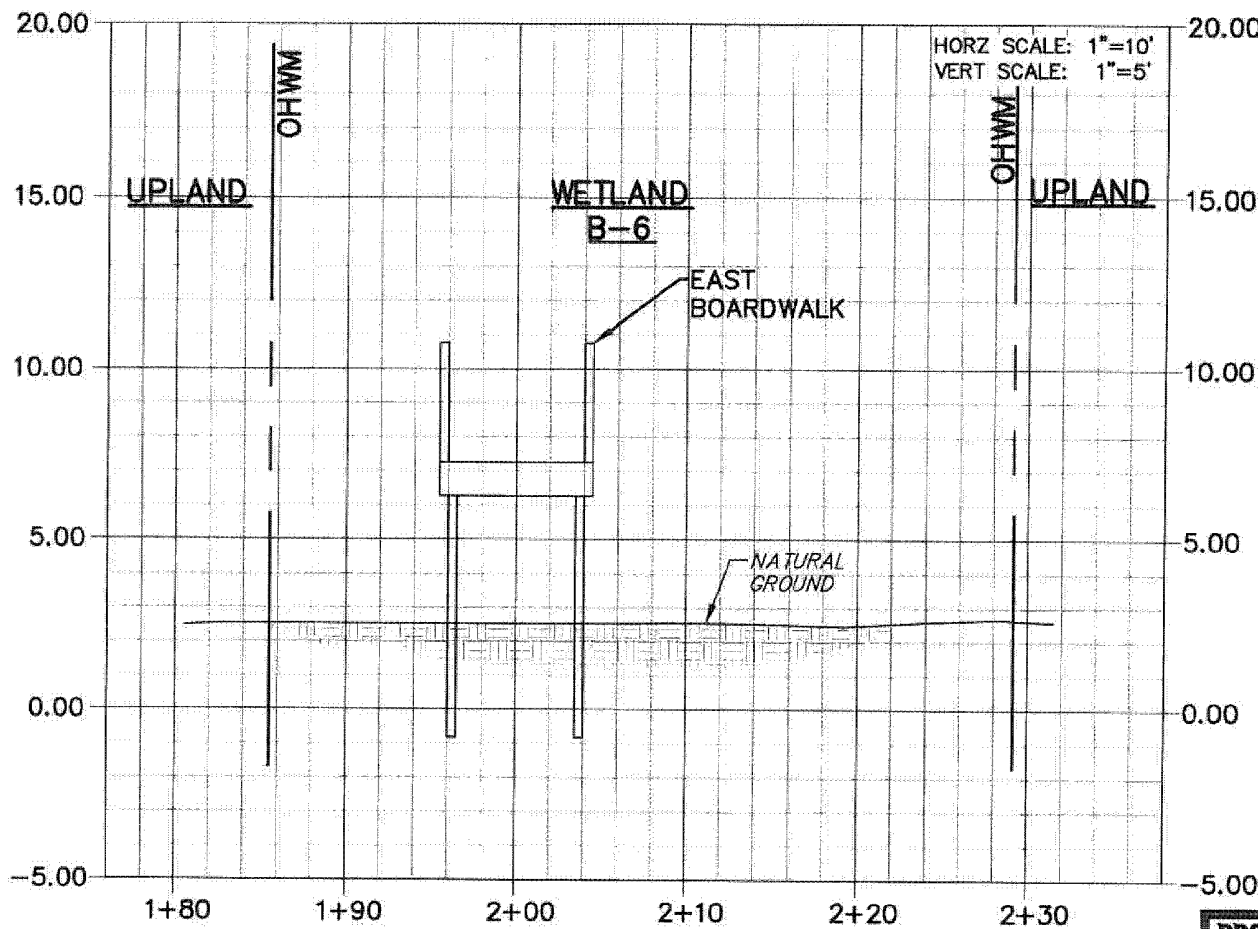 20.00
20.00
HORZ SCALE: 1"=10'
VERT SCALE: 1"=5'
OHWM
OHWM
UPLAND
WETLAND
B-6
UPLAND
15.00
15.00
EAST
BOARDWALK
10.00
10.00
5.00
5.00
NATURAL
GROUND
0.00
0.00
-5.00
-5.00
1+80
1+90
2+00
2+10
2+20
2+30